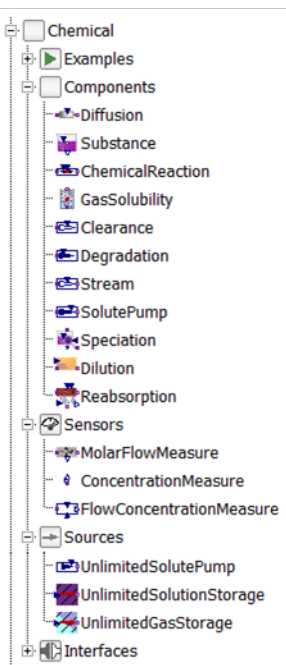 Chemical
Examples
Components
Diffusion
Substance
ChemicalReaction
GasSolubility
Clearance
Degradation
Stream
SolutePump
Speciation
Dilution
Reabsorption
Sensors
MolarFlowMeasure
ConcentrationMeasure
FlowConcentrationMeasure
Sources
UnlimitedSolutePump
UnlimitedSolutionStorage
UnlimitedGasStorage
Interfaces